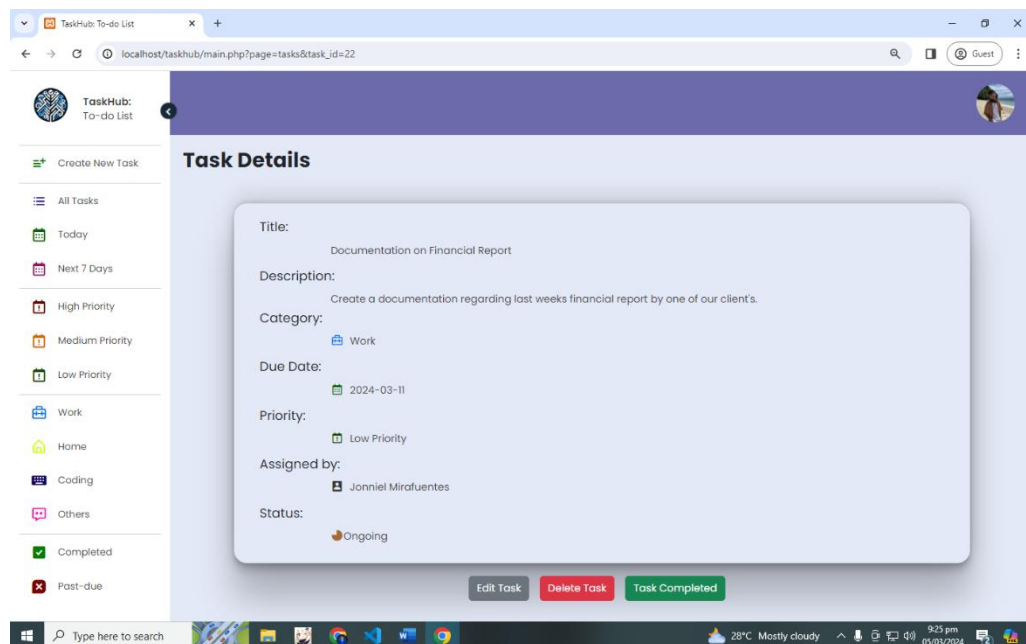 TaskHub: To-do List
localhost/taskhub/main.php?page=tasks&task_id=22
Guest
TaskHub:
To-do List
Create New Task
All Tasks
Today
Next 7 Days
High Priority
Medium Priority
Low Priority
Work
Home
Coding
Others
Completed
Past-due
Task Details
Title:
Documentation on Financial Report
Description:
Create a documentation regarding last weeks financial report by one of our client's.
Category:
Work
Due Date:
2024-03-11
Priority:
Low Priority
Assigned by:
Jonniel Mirafuentes
Status:
Ongoing
Edit Task
Delete Task
Task Completed
Type here to search
28°C Mostly cloudy
9:25 pm
05/03/2024